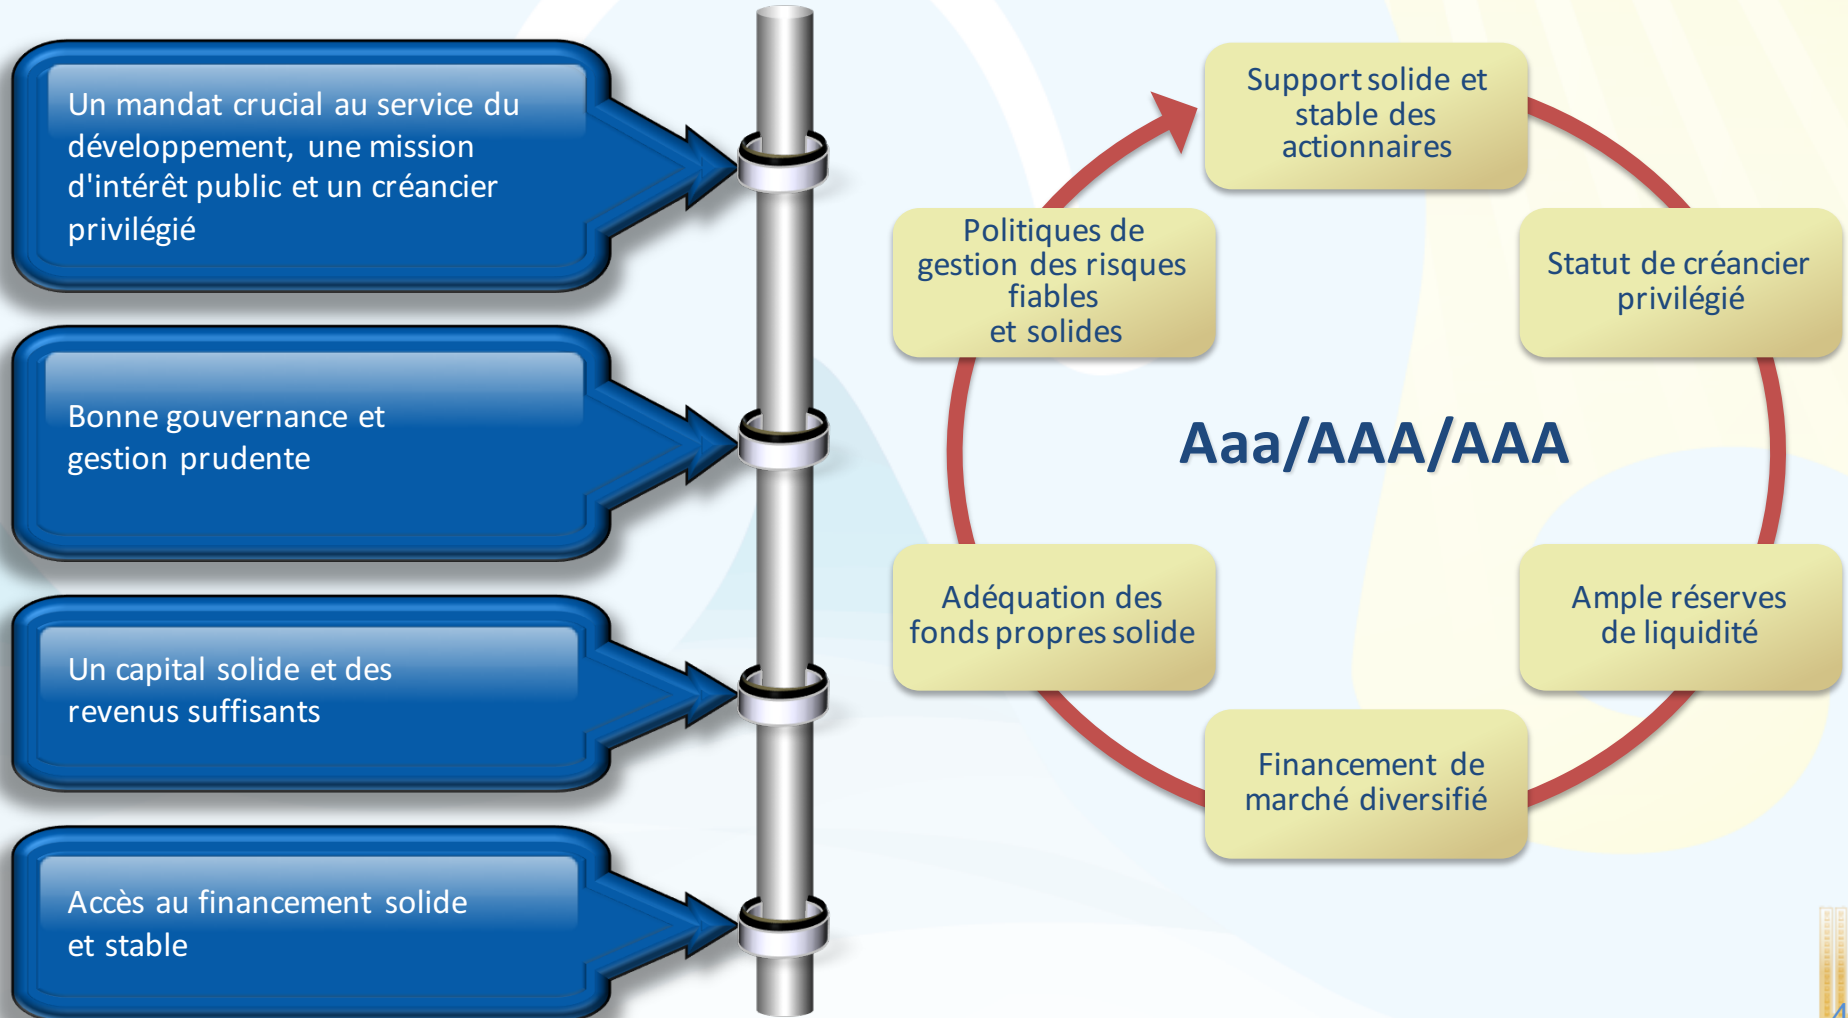 Un mandat crucial au service du
développement, une mission
d'intérêt public et un créancier
privilégié
Bonne gouvernance et
gestion prudente
Un capital solide et des
revenus suffisants
Accès au financement solide
et stable
Support solide et
stable des
actionnaires
Statut de créancier
privilégié
Ample réserves
de liquidité
Financement de
marché diversifié
Adéquation des
fonds propres solide
Politiques de
gestion des risques
fiables
et solides
Aaa/AAA/AAA